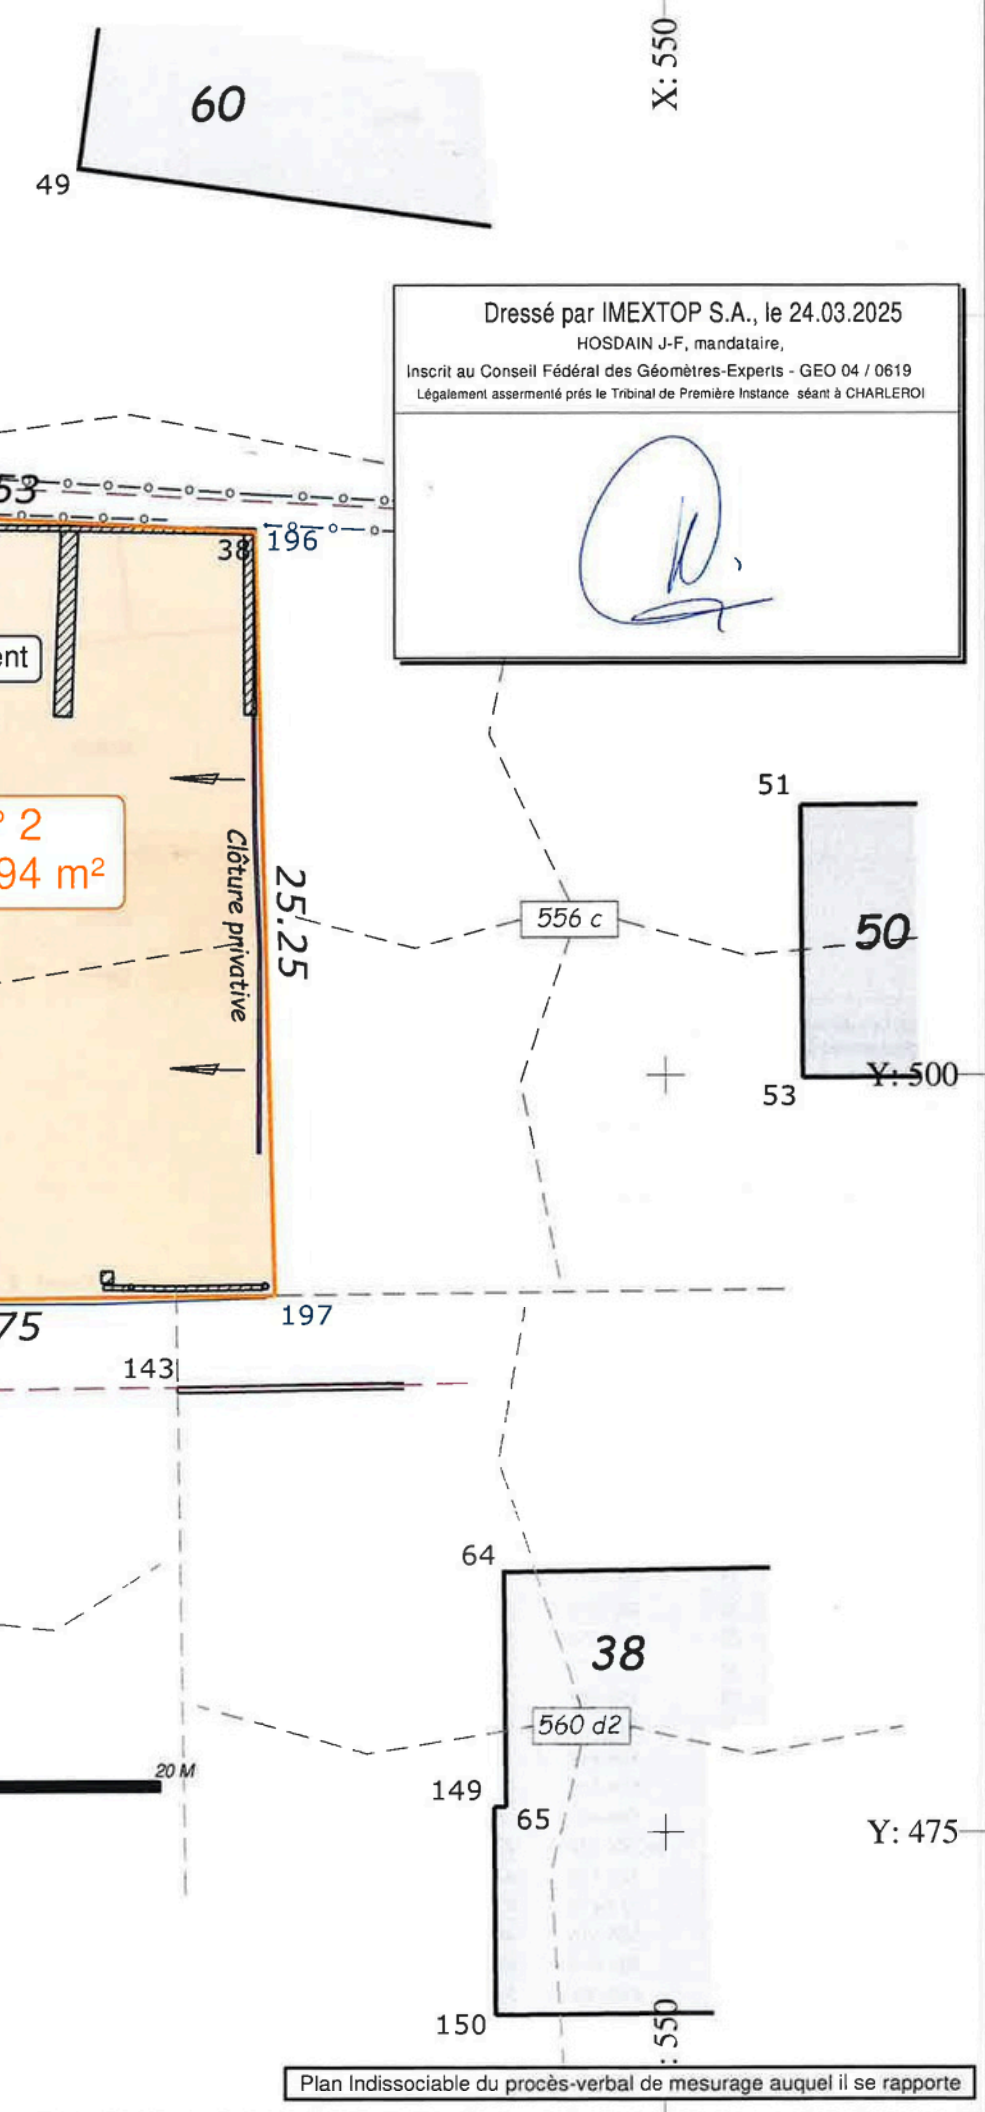 X: 550
60
49
Dressé par IMEXTOP S.A., le 24.03.2025
HOSDAIN J-F, mandataire,
Inscrit au Conseil Fédéral des Géomètres-Experts - GEO 04 / 0619
Légalement assermenté prés le Tribinal de Première Instance séant à CHARLEROI
53
38
196
ent
51
° 2
94 m²
Clôture privative
25.25
556 c
50
Y: 500
53
197
75
143
64
38
560 d2
20 M
149
65
Y: 475
150
: 550
Plan Indissociable du procès-verbal de mesurage auquel il se rapporte